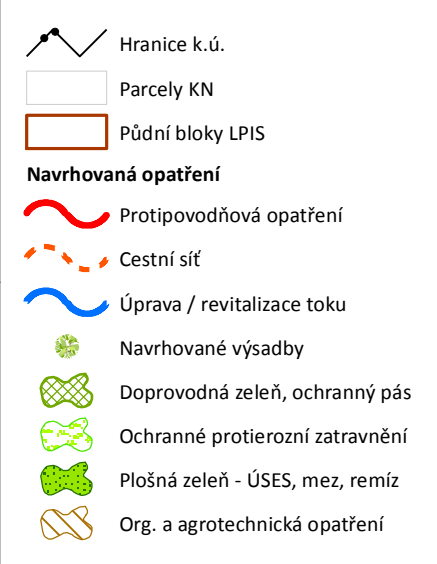 Hranice k.ú.
Parcely KN
Půdní bloky LPIS
Navrhovaná opatření
Protipovodňová opatření
Cestní síť
Úprava / revitalizace toku
Navrhované výsadby
Doprovodná zeleň, ochranný pás
Ochranné protierozní zatravnění
Plošná zeleň - ÚSES, mez, remíz
Org. a agrotechnická opatření